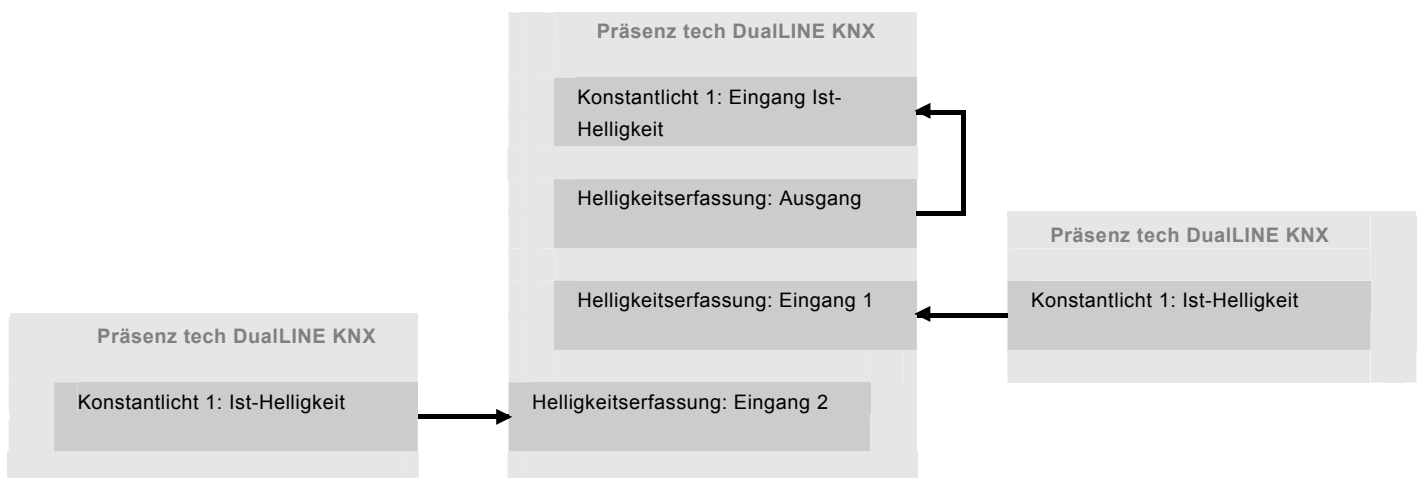 Präsenz tech DualLINE KNX
Konstantlicht 1: Eingang Ist-
Helligkeit
Helligkeitserfassung: Ausgang
Helligkeitserfassung: Eingang 1
Helligkeitserfassung: Eingang 2
Präsenz tech DualLINE KNX
Konstantlicht 1: Ist-Helligkeit
Präsenz tech DualLINE KNX
Konstantlicht 1: Ist-Helligkeit